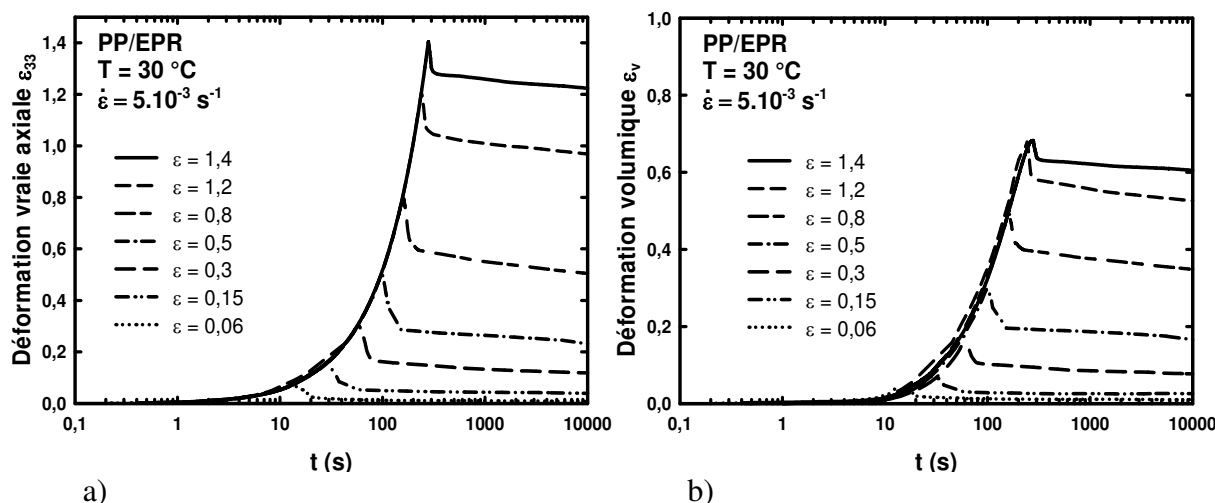 Déformation vraie axiale ε33
1,4
1,2
1,0
0,8
0,6
0,4
0,2
0,0
PP/EPR
T = 30 °C
ε̇ = 5.10⁻³ s⁻¹
ε = 1,4
ε = 1,2
ε = 0,8
ε = 0,5
ε = 0,3
ε = 0,15
ε = 0,06
0,1
1
10
100
1000
10000
t (s)
a)
Déformation volumique εv
1,0
0,8
0,6
0,4
0,2
0,0
PP/EPR
T = 30 °C
ε̇ = 5.10⁻³ s⁻¹
ε = 1,4
ε = 1,2
ε = 0,8
ε = 0,5
ε = 0,3
ε = 0,15
ε = 0,06
0,1
1
10
100
1000
10000
t (s)
b)